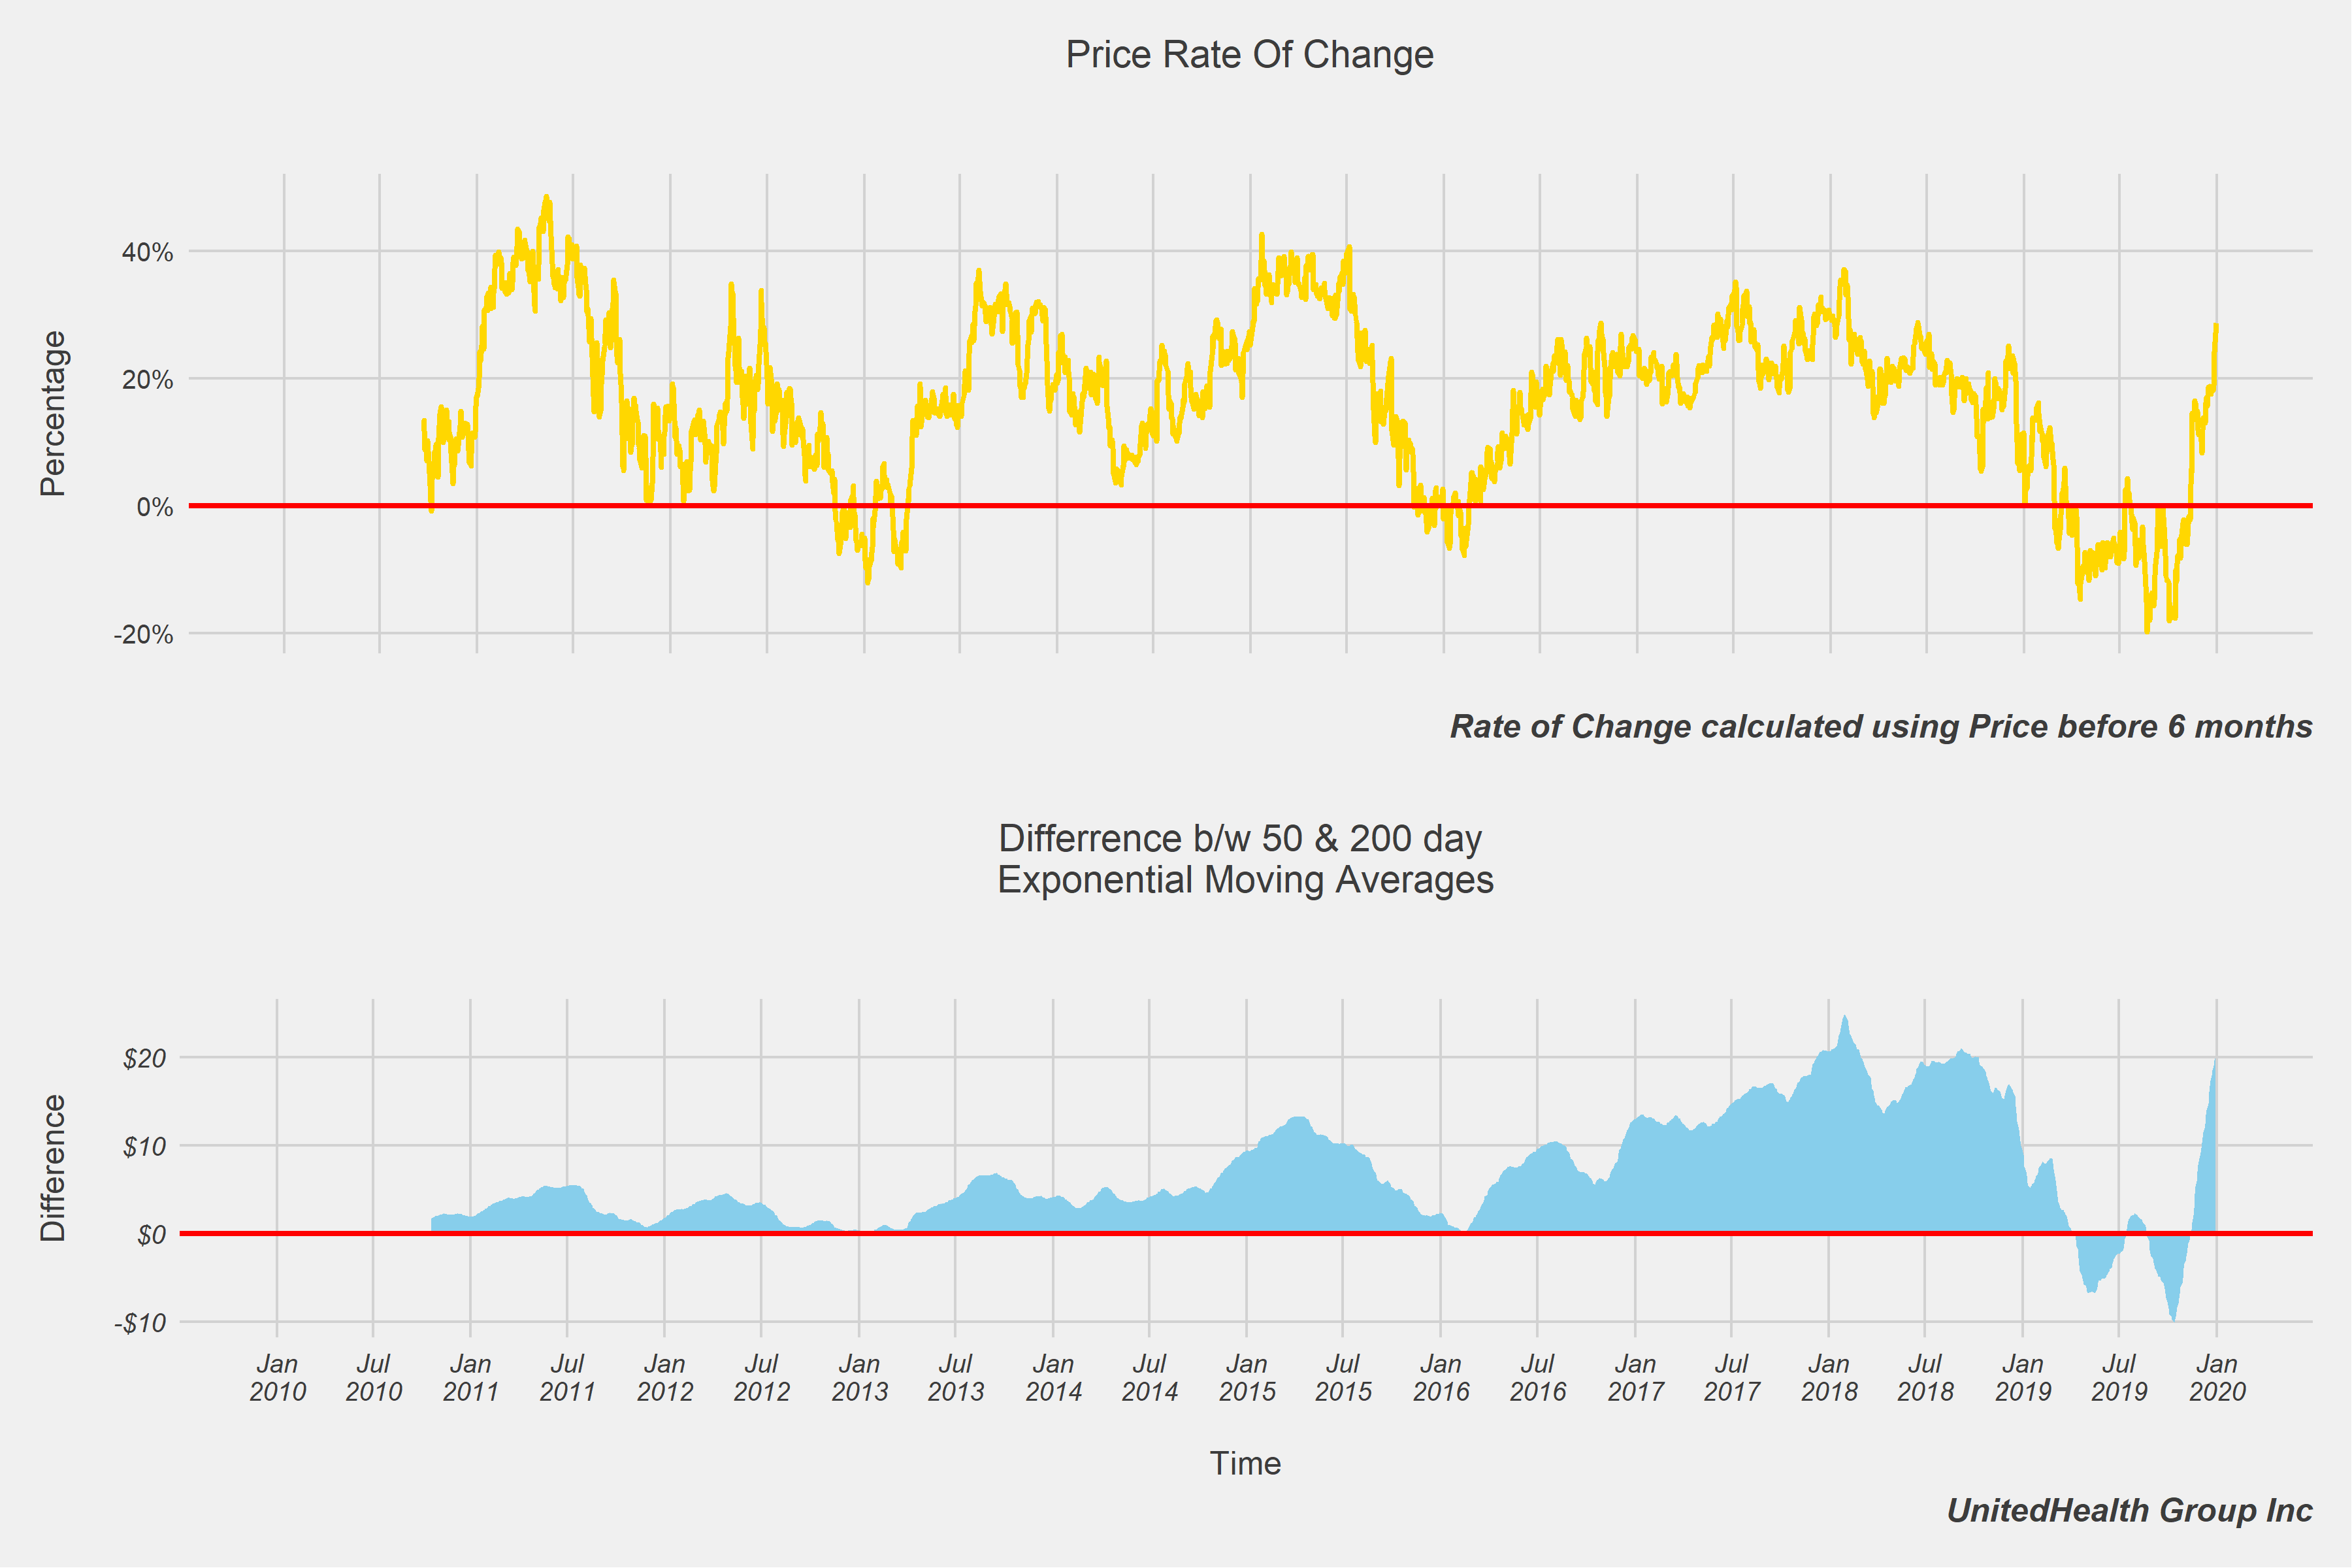 Price Rate Of Change
40%
20%
0%
-20%
Percentage
Rate of Change calculated using Price before 6 months
Differrence b/w 50 & 200 day
Exponential Moving Averages
$20
$10
$0
-$10
Difference
Jan Jul Jan Jul Jan Jul Jan Jul Jan Jul Jan Jul Jan Jul Jan Jul Jan Jul Jan Jul Jan
2010 2010 2011 2011 2012 2012 2013 2013 2014 2014 2015 2015 2016 2016 2017 2017 2018 2018 2019 2019 2020
Time
UnitedHealth Group Inc